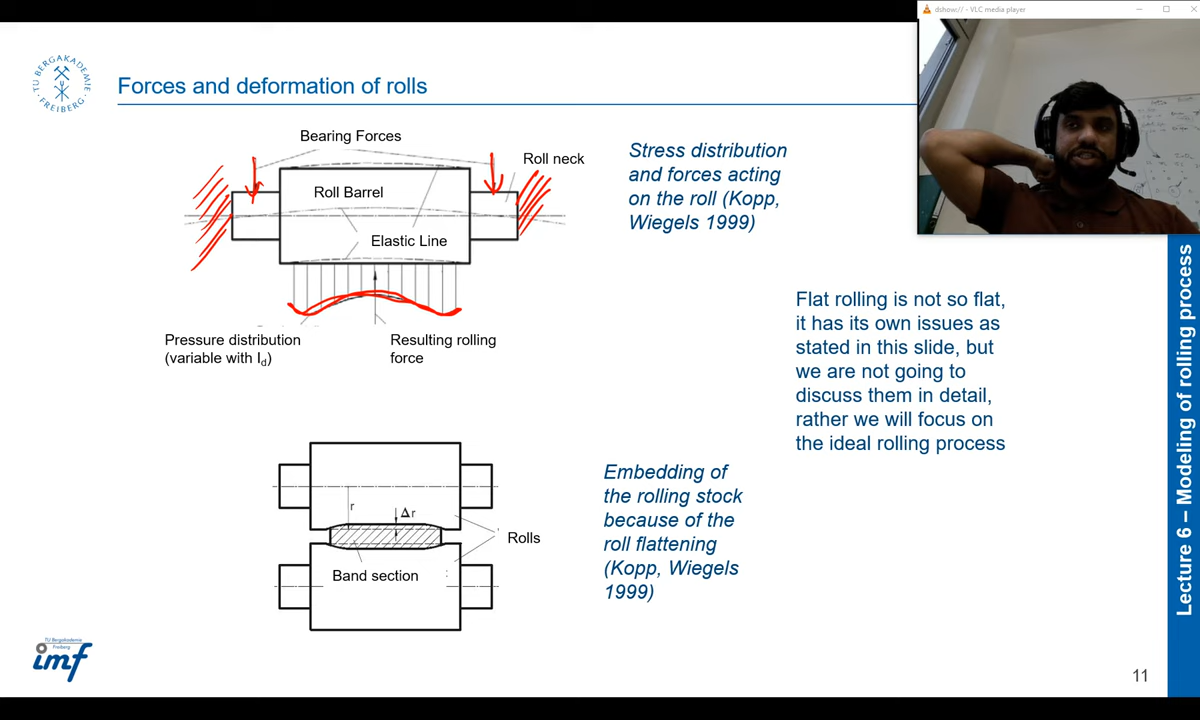 dshow:// - VLC media player
TU BERGAKADEMIE
FREIBERG
Forces and deformation of rolls
Bearing Forces
Roll neck
Roll Barrel
Elastic Line
Pressure distribution
(variable with Id)
Resulting rolling
force
Stress distribution
and forces acting
on the roll (Kopp,
Wiegels 1999)
Flat rolling is not so flat,
it has its own issues as
stated in this slide, but
we are not going to
discuss them in detail,
rather we will focus on
the ideal rolling process
r
Δr
Rolls
Band section
Embedding of
the rolling stock
because of the
roll flattening
(Kopp, Wiegels
1999)
Lecture 6 – Modeling of rolling process
TU Bergakademie
Freiberg
imf
11